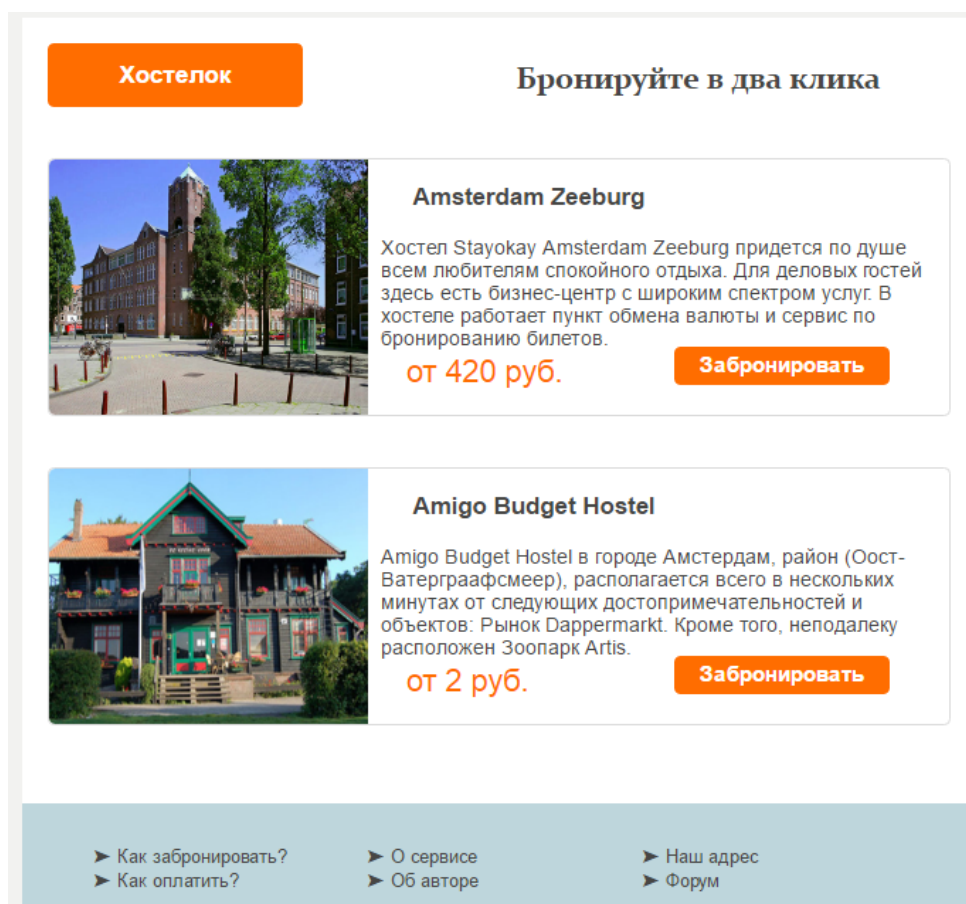 Хостелок
Бронируйте в два клика
Amsterdam Zeeburg
Хостел Stayokay Amsterdam Zeeburg придется по душе
всем любителям спокойного отдыха. Для деловых гостей
здесь есть бизнес-центр с широким спектром услуг. В
хостеле работает пункт обмена валюты и сервис по
бронированию билетов.
от 420 руб.
Забронировать
Amigo Budget Hostel
Amigo Budget Hostel в городе Амстердам, район (Оост-
Ватерграафсмеер), располагается всего в нескольких
минутах от следующих достопримечательностей и
объектов: Рынок Dappermarkt. Кроме того, неподалеку
расположен Зоопарк Artis.
от 2 руб.
Забронировать
➤ Как забронировать?
➤ Как оплатить?
➤ О сервисе
➤ Об авторе
➤ Наш адрес
➤ Форум